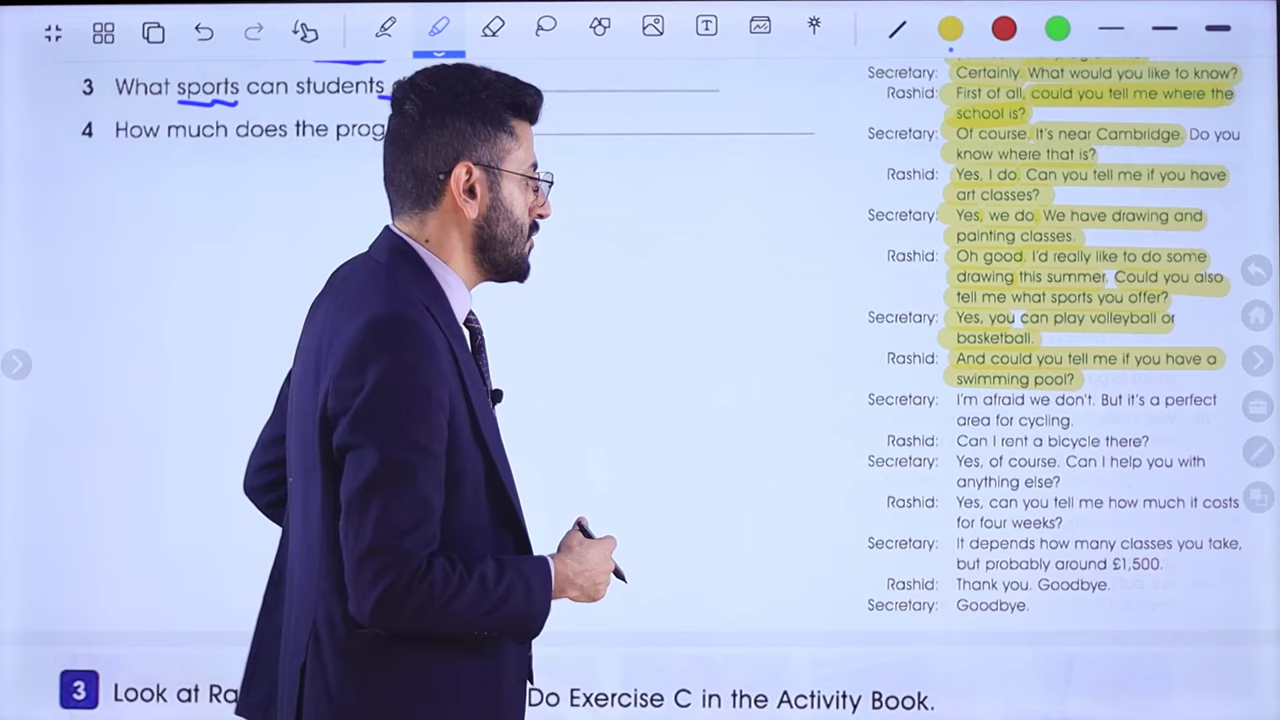 3 What sports can students
4 How much does the prog
Secretary: Certainly. What would you like to know?
Rashid: First of all, could you tell me where the
school is?
Secretary: Of course. It's near Cambridge. Do you
know where that is?
Rashid: Yes, I do. Can you tell me if you have
art classes?
Secretary: Yes, we do. We have drawing and
painting classes.
Rashid: Oh good. I'd really like to do some
drawing this summer. Could you also
tell me what sports you offer?
Secretary: Yes, you can play volleyball or
basketball.
Rashid: And could you tell me if you have a
swimming pool?
Secretary: I'm afraid we don't. But it's a perfect
area for cycling.
Rashid: Can I rent a bicycle there?
Secretary: Yes, of course. Can I help you with
anything else?
Rashid: Yes, can you tell me how much it costs
for four weeks?
Secretary: It depends how many classes you take,
but probably around £1,500.
Rashid: Thank you. Goodbye.
Secretary: Goodbye.
3 Look at Ra Do Exercise C in the Activity Book.